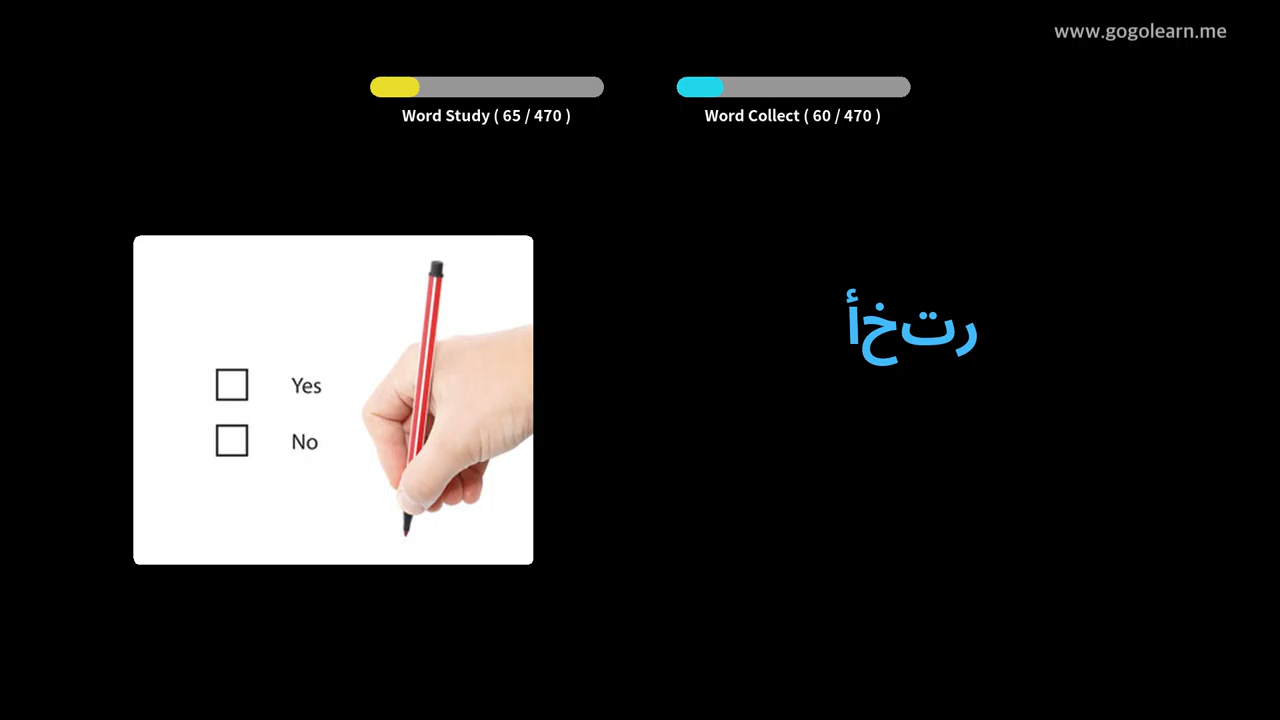 www.gogolearn.me
Word Study ( 65 / 470 )
Word Collect ( 60 / 470 )
رتخأ
Yes
No